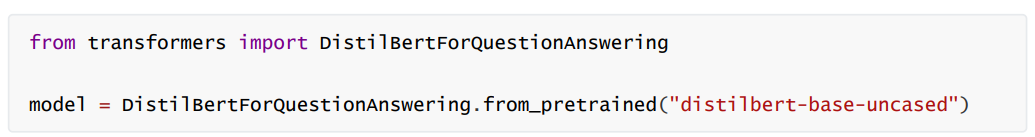 from transformers import DistilBertForQuestionAnswering
model = DistilBertForQuestionAnswering.from_pretrained("distilbert-base-uncased")